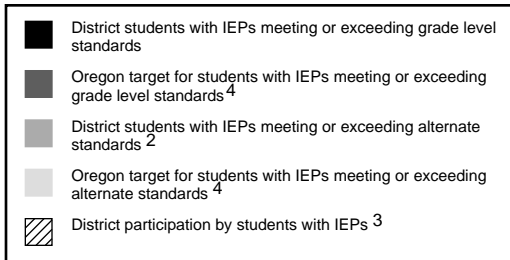 District students with IEPs meeting or exceeding grade level
standards
Oregon target for students with IEPs meeting or exceeding
grade level standards 4
District students with IEPs meeting or exceeding alternate
standards 2
Oregon target for students with IEPs meeting or exceeding
alternate standards 4
District participation by students with IEPs 3